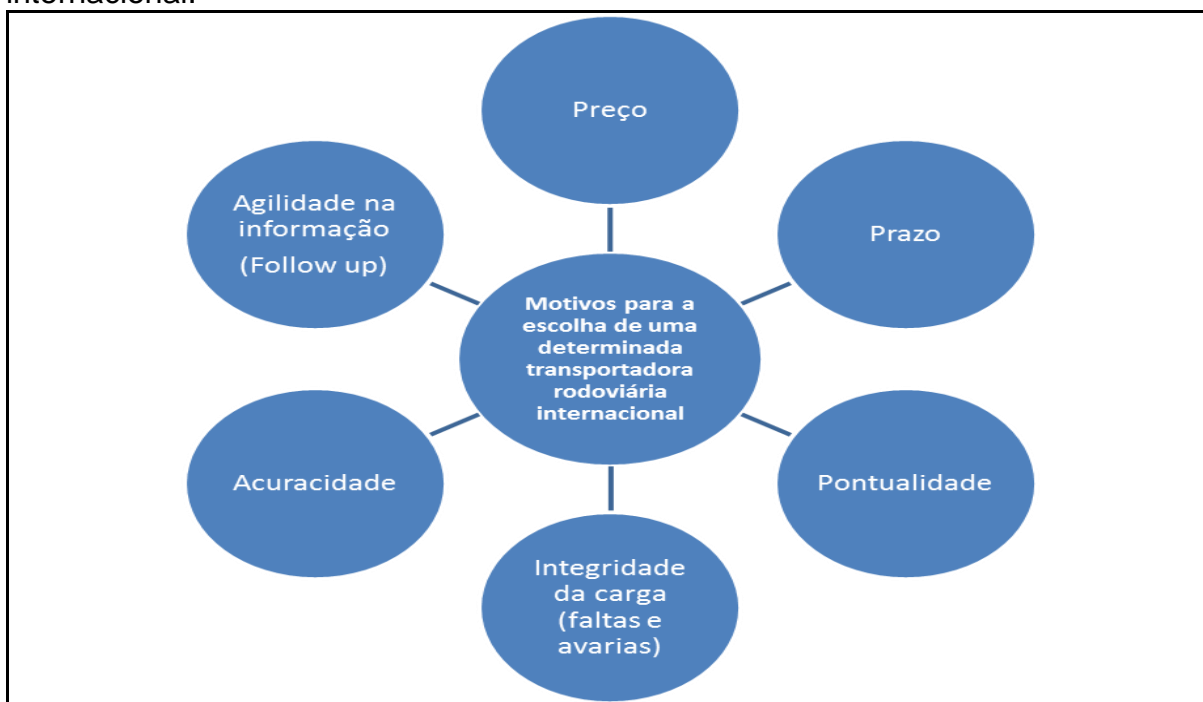 internacional.
Preço
Agilidade na
informação
(Follow up)
Prazo
Motivos para a
escolha de uma
determinada
transportadora
rodoviária
internacional
Acuracidade
Pontualidade
Integridade
da carga
(faltas e
avarias)